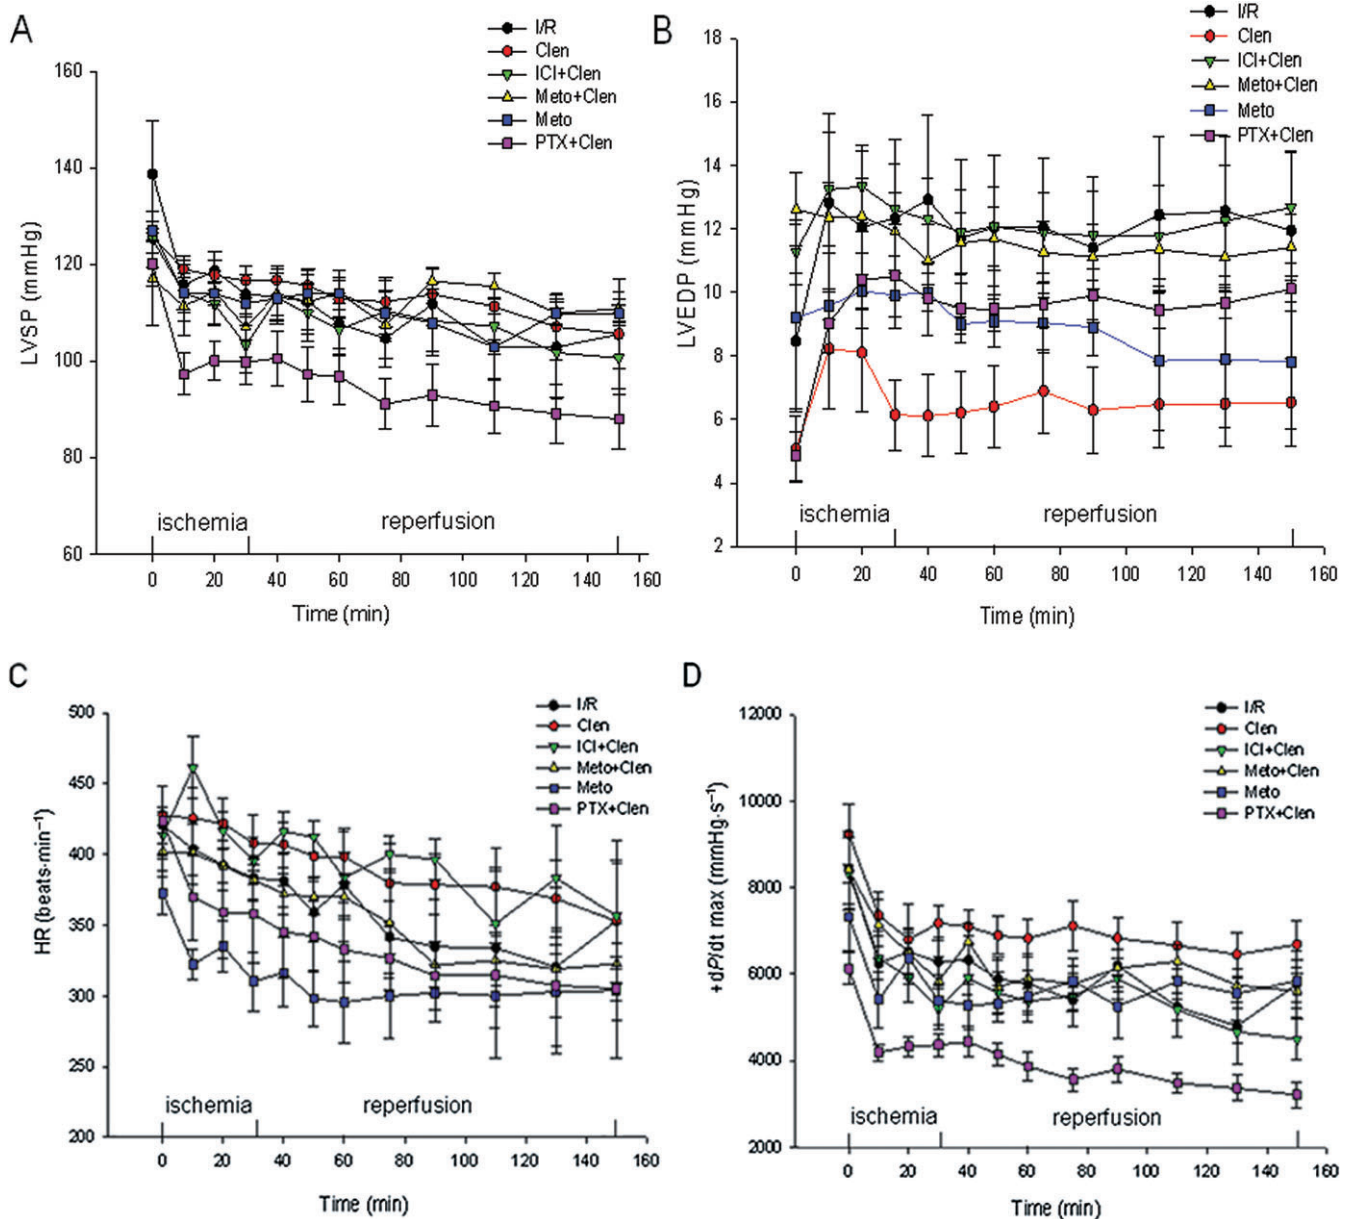 A
I/R
Clen
ICI+Clen
Meto+Clen
Meto
PTX+Clen
160
140
120
100
80
60
LVSP (mmHg)
ischemia
reperfusion
0 20 40 60 80 100 120 140 160
Time (min)
B
I/R
Clen
ICI+Clen
Meto+Clen
Meto
PTX+Clen
18
16
14
12
10
8
6
4
2
LVEDP (mmHg)
ischemia
reperfusion
0 20 40 60 80 100 120 140 160
Time (min)
C
I/R
Clen
ICI+Clen
Meto+Clen
Meto
PTX+Clen
500
450
400
350
300
250
200
HR (beats·min⁻¹)
ischemia
reperfusion
0 20 40 60 80 100 120 140 160
Time (min)
D
I/R
Clen
ICI+Clen
Meto+Clen
Meto
PTX+Clen
12000
10000
8000
6000
4000
2000
+dP/dt max (mmHg·s⁻¹)
ischemia
reperfusion
0 20 40 60 80 100 120 140 160
Time (min)